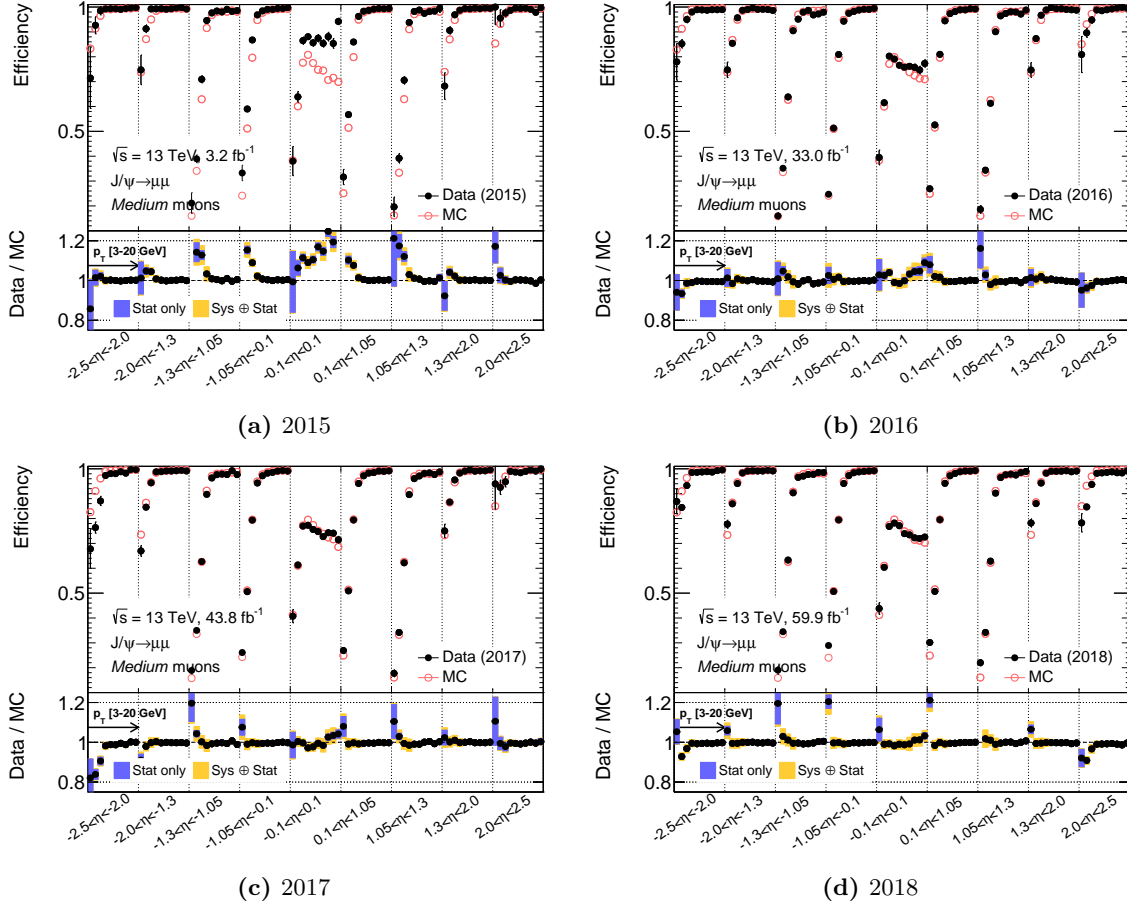 Efficiency
1
0.5
√s = 13 TeV, 3.2 fb⁻¹
J/ψ→μμ
Medium muons
Data (2015)
MC
Data / MC
1.2
1
0.8
p_T [3-20 GeV]
Stat only
Sys ⊕ Stat
-2.5<η<-2.0
-2.0<η<-1.3
-1.3<η<-1.05
-1.05<η<-0.1
-0.1<η<0.1
0.1<η<1.05
1.05<η<1.3
1.3<η<2.0
2.0<η<2.5
(a) 2015
Efficiency
1
0.5
√s = 13 TeV, 33.0 fb⁻¹
J/ψ→μμ
Medium muons
Data (2016)
MC
Data / MC
1.2
1
0.8
p_T [3-20 GeV]
Stat only
Sys ⊕ Stat
-2.5<η<-2.0
-2.0<η<-1.3
-1.3<η<-1.05
-1.05<η<-0.1
-0.1<η<0.1
0.1<η<1.05
1.05<η<1.3
1.3<η<2.0
2.0<η<2.5
(b) 2016
Efficiency
1
0.5
√s = 13 TeV, 43.8 fb⁻¹
J/ψ→μμ
Medium muons
Data (2017)
MC
Data / MC
1.2
1
0.8
p_T [3-20 GeV]
Stat only
Sys ⊕ Stat
-2.5<η<-2.0
-2.0<η<-1.3
-1.3<η<-1.05
-1.05<η<-0.1
-0.1<η<0.1
0.1<η<1.05
1.05<η<1.3
1.3<η<2.0
2.0<η<2.5
(c) 2017
Efficiency
1
0.5
√s = 13 TeV, 59.9 fb⁻¹
J/ψ→μμ
Medium muons
Data (2018)
MC
Data / MC
1.2
1
0.8
p_T [3-20 GeV]
Stat only
Sys ⊕ Stat
-2.5<η<-2.0
-2.0<η<-1.3
-1.3<η<-1.05
-1.05<η<-0.1
-0.1<η<0.1
0.1<η<1.05
1.05<η<1.3
1.3<η<2.0
2.0<η<2.5
(d) 2018